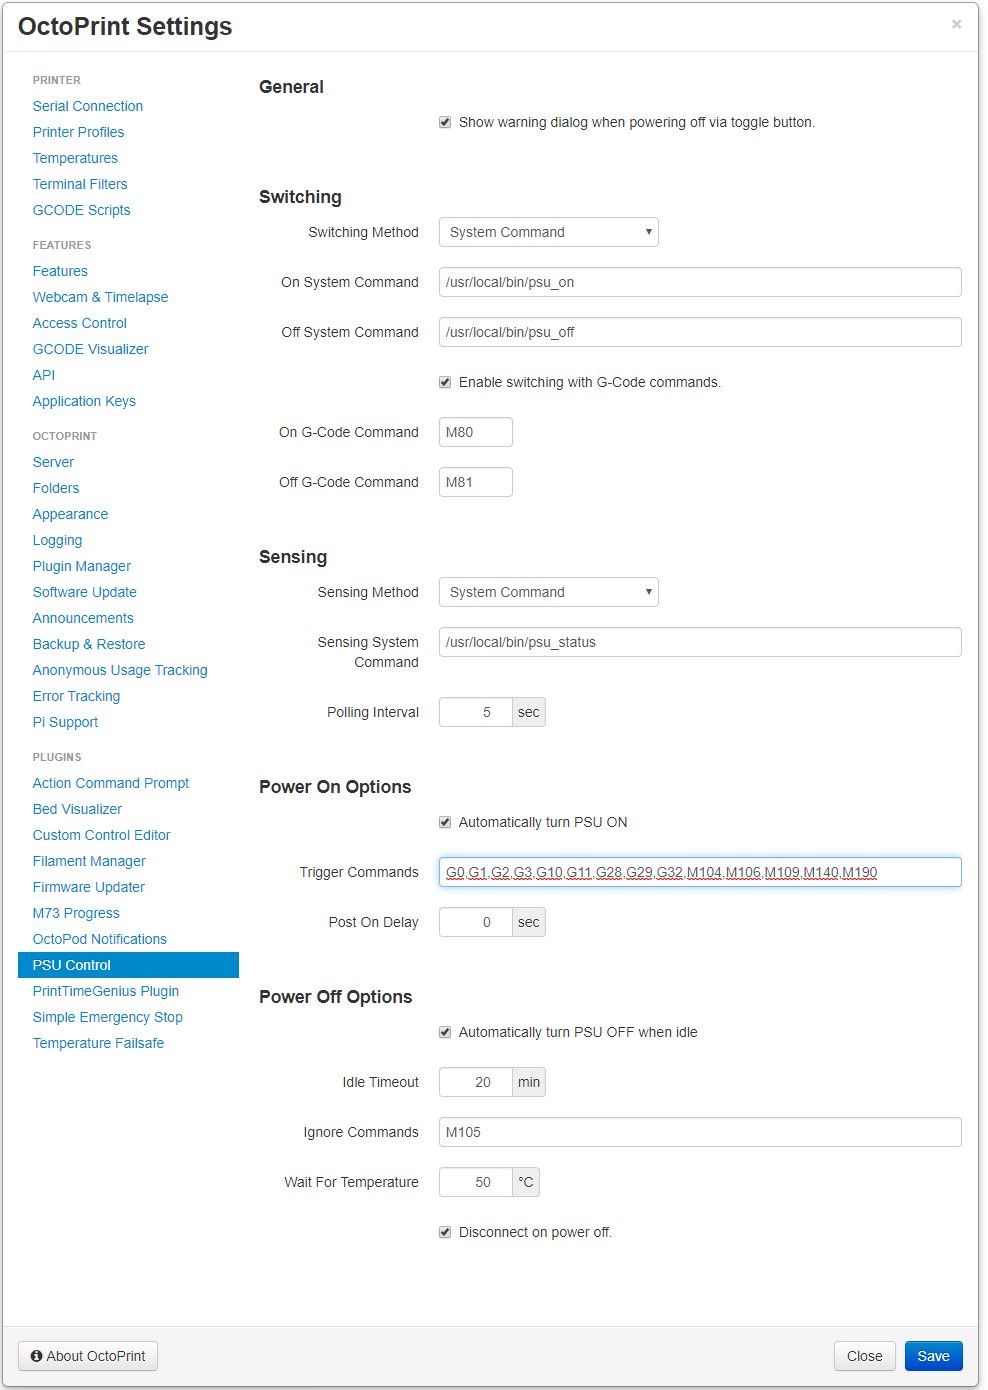 OctoPrint Settings
×
PRINTER
Serial Connection
Printer Profiles
Temperatures
Terminal Filters
GCODE Scripts
FEATURES
Features
Webcam & Timelapse
Access Control
GCODE Visualizer
API
Application Keys
OCTOPRINT
Server
Folders
Appearance
Logging
Plugin Manager
Software Update
Announcements
Backup & Restore
Anonymous Usage Tracking
Error Tracking
Pi Support
PLUGINS
Action Command Prompt
Bed Visualizer
Custom Control Editor
Filament Manager
Firmware Updater
M73 Progress
OctoPod Notifications
PSU Control
PrintTimeGenius Plugin
Simple Emergency Stop
Temperature Failsafe
General
Show warning dialog when powering off via toggle button.
Switching
Switching Method System Command
On System Command /usr/local/bin/psu_on
Off System Command /usr/local/bin/psu_off
Enable switching with G-Code commands.
On G-Code Command M80
Off G-Code Command M81
Sensing
Sensing Method System Command
Sensing System /usr/local/bin/psu_status
Command
Polling Interval 5 sec
Power On Options
Automatically turn PSU ON
Trigger Commands G0,G1,G2,G3,G10,G11,G28,G29,G32,M104,M106,M109,M140,M190
Post On Delay 0 sec
Power Off Options
Automatically turn PSU OFF when idle
Idle Timeout 20 min
Ignore Commands M105
Wait For Temperature 50 °C
Disconnect on power off.
About OctoPrint
Close
Save